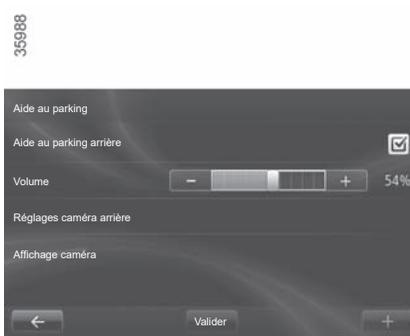 35988
Aide au parking
Aide au parking arrière
Volume - + 54%
Réglages caméra arrière
Affichage caméra
Valider +